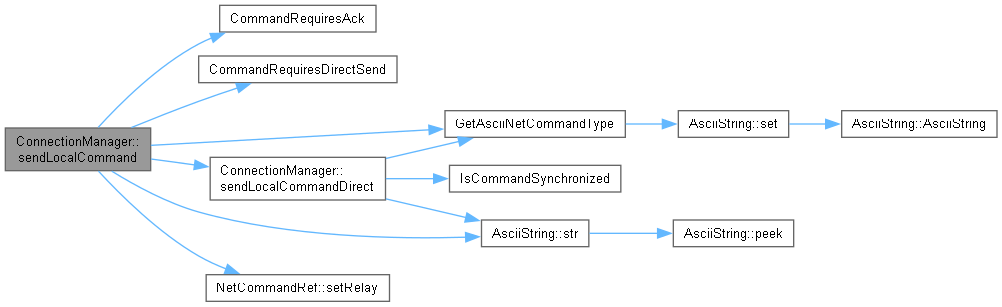 CommandRequiresAck
CommandRequiresDirectSend
GetAsciiNetCommandType
AsciiString::set
AsciiString::AsciiString
ConnectionManager::
sendLocalCommand
ConnectionManager::
sendLocalCommandDirect
IsCommandSynchronized
AsciiString::str
AsciiString::peek
NetCommandRef::setRelay